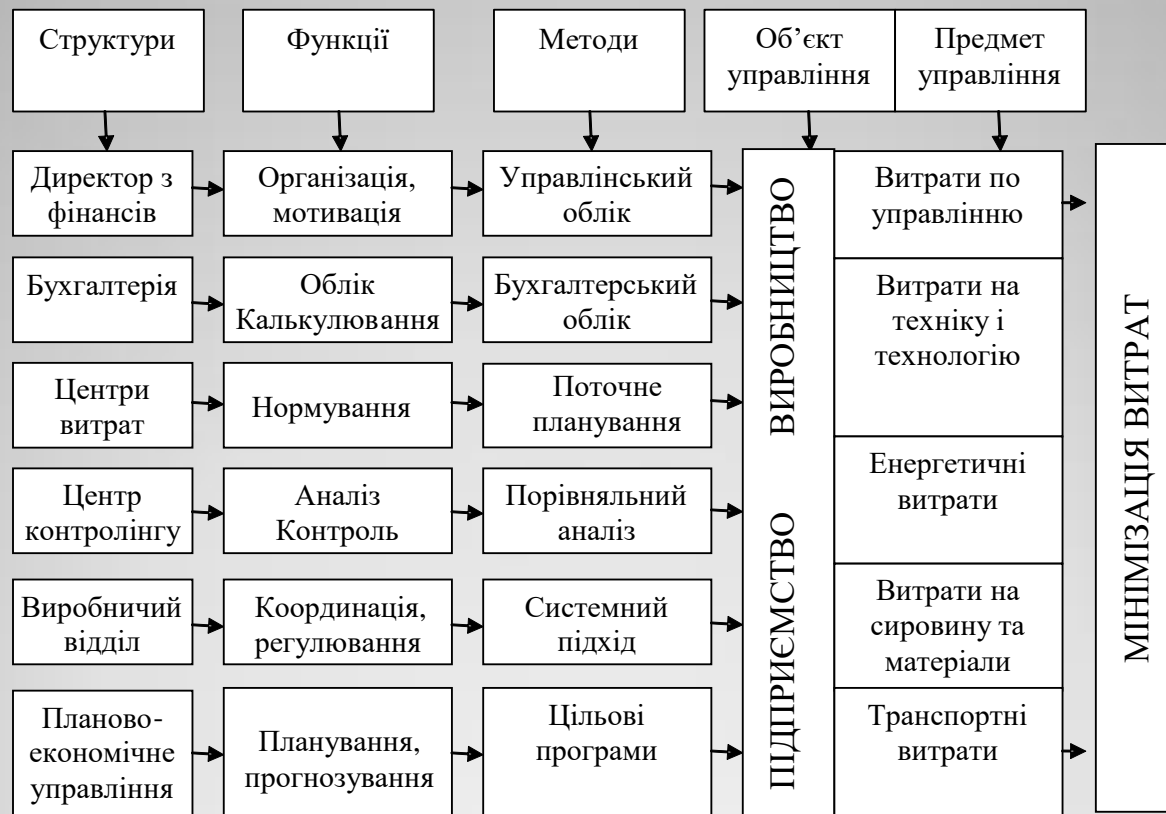 Структури
Функції
Методи
Об’єкт
управління
Предмет
управління
Директор з
фінансів
Організація,
мотивація
Управлінський
облік
Бухгалтерія
Облік
Калькулювання
Бухгалтерський
облік
Центри
витрат
Нормування
Поточне
планування
Центр
контролінгу
Аналіз
Контроль
Порівняльний
аналіз
Виробничий
відділ
Координація,
регулювання
Системний
підхід
Планово-
економічне
управління
Планування,
прогнозування
Цільові
програми
ПІДПРИЄМСТВО ВИРОБНИЦТВО
Витрати по
управлінню
Витрати на
техніку і
технологію
Енергетичні
витрати
Витрати на
сировину та
матеріали
Транспортні
витрати
МІНІМІЗАЦІЯ ВИТРАТ